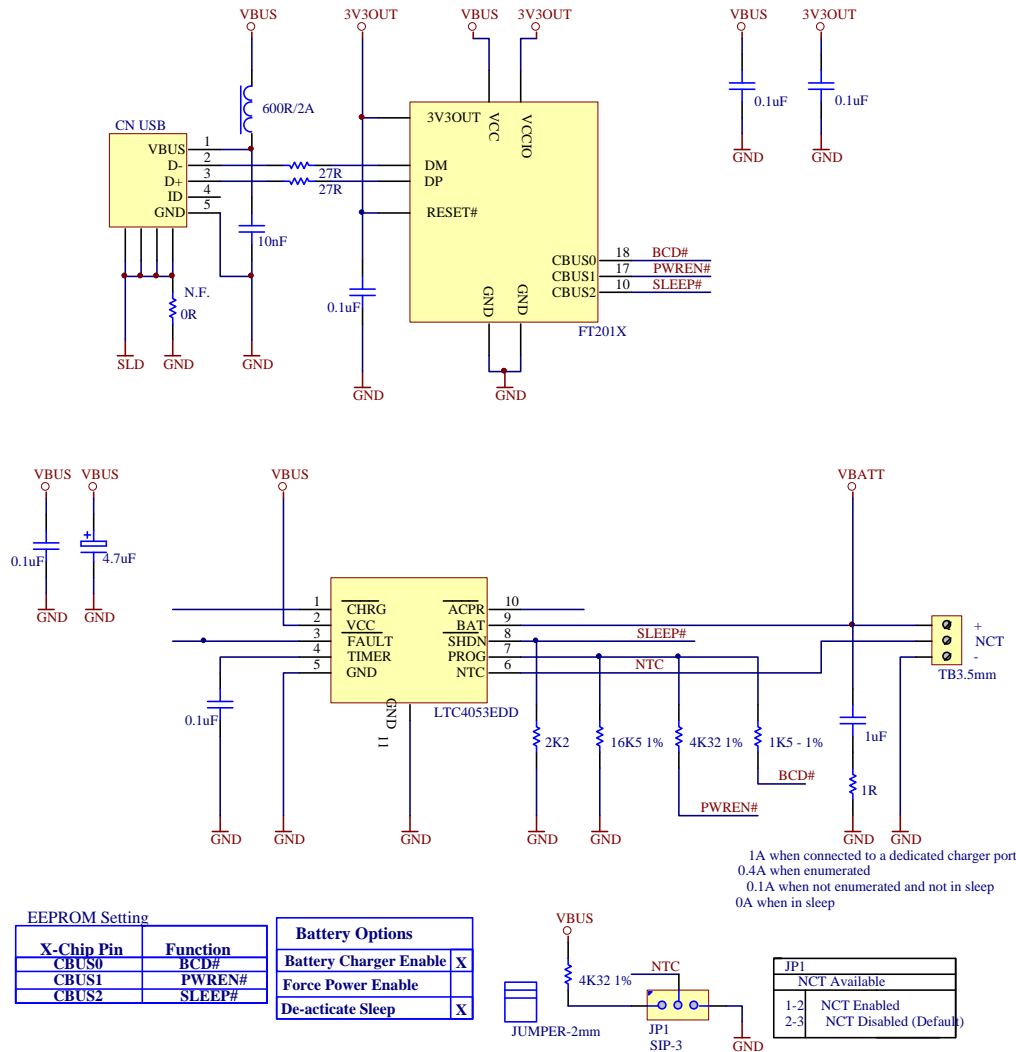 VBUS 3V3OUT VBUS 3V3OUT VBUS 3V3OUT
600R/2A
0.1uF 0.1uF
GND GND
CN USB
VBUS 1
D- 2
D+ 3
ID 4
GND 5
27R
27R
10nF
N.F.
0R
SLD GND GND
0.1uF
GND
3V3OUT
VCC
VCCIO
DM
DP
RESET#
CBUS0 18 BCD#
CBUS1 17 PWREN#
CBUS2 10 SLEEP#
GND GND
FT201X
GND
VBUS VBUS VBUS VBATT
0.1uF
+
4.7uF
GND GND
1 CHRG
2 VCC
3 FAULT
4 TIMER
5 GND
ACPR 10
BAT 9
SHDN 8 SLEEP#
PROG 7
NTC 6 NTC
GND 11
LTC4053EDD
+
NCT
-
TB3.5mm
0.1uF
2K2 16K5 1% 4K32 1% 1K5 - 1%
1uF
BCD#
1R
PWREN#
GND GND GND GND GND GND GND
1A when connected to a dedicated charger port
0.4A when enumerated
0.1A when not enumerated and not in sleep
0A when in sleep
EEPROM Setting
X-Chip Pin Function
CBUS0 BCD#
CBUS1 PWREN#
CBUS2 SLEEP#
Battery Options
Battery Charger Enable X
Force Power Enable
De-acticate Sleep X
JUMPER-2mm
VBUS
4K32 1%
NTC
JP1
SIP-3
GND
JP1
NCT Available
1-2 NCT Enabled
2-3 NCT Disabled (Default)